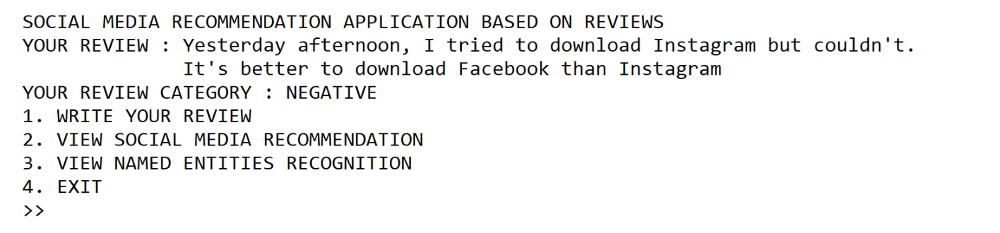 SOCIAL MEDIA RECOMMENDATION APPLICATION BASED ON REVIEWS
YOUR REVIEW : Yesterday afternoon, I tried to download Instagram but couldn't.
It's better to download Facebook than Instagram
YOUR REVIEW CATEGORY : NEGATIVE
1. WRITE YOUR REVIEW
2. VIEW SOCIAL MEDIA RECOMMENDATION
3. VIEW NAMED ENTITIES RECOGNITION
4. EXIT
>>